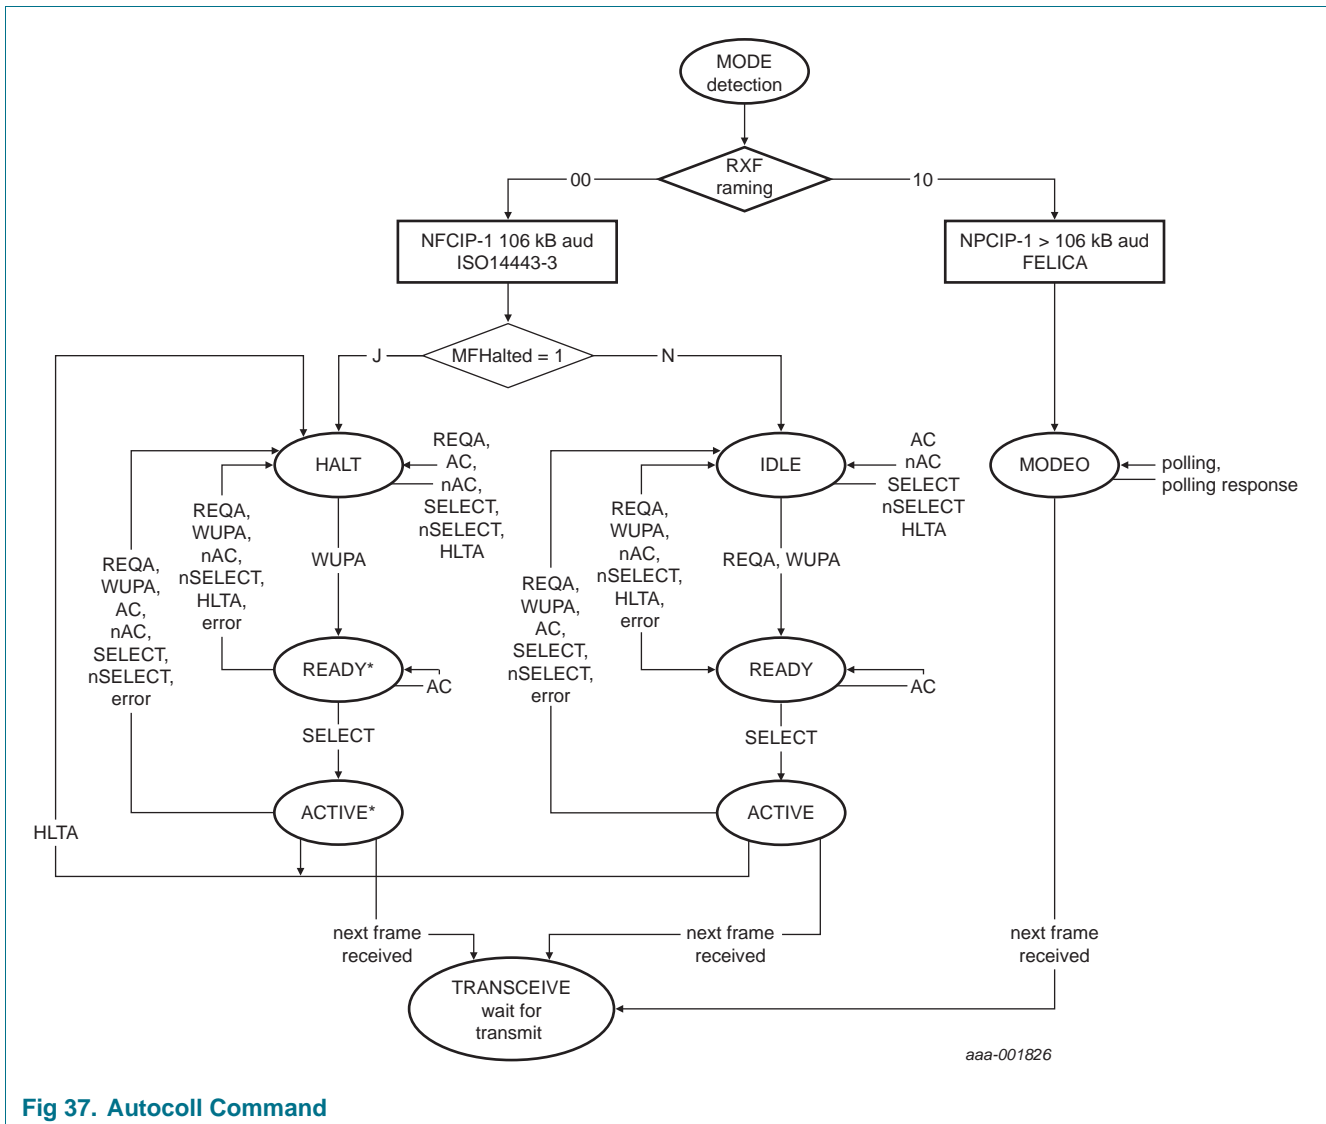 MODE
detection
RXF
raming
00
10
NFCIP-1 106 kB aud
ISO14443-3
NPCIP-1 > 106 kB aud
FELICA
J
MFHalted = 1
N
HALT
REQA,
AC,
nAC,
SELECT,
nSELECT,
HLTA
IDLE
AC
nAC
SELECT
nSELECT
HLTA
MODEO
polling,
polling response
REQA,
WUPA,
nAC,
nSELECT,
HLTA,
error
WUPA
REQA,
WUPA,
nAC,
nSELECT,
HLTA,
error
REQA, WUPA
REQA,
WUPA,
AC,
nAC,
SELECT,
nSELECT,
error
REQA,
WUPA,
AC,
SELECT,
nSELECT,
error
READY*
AC
READY
AC
SELECT
SELECT
ACTIVE*
ACTIVE
HLTA
next frame
received
next frame
received
next frame
received
TRANSCEIVE
wait for
transmit
aaa-001826
Fig 37. Autocoll Command